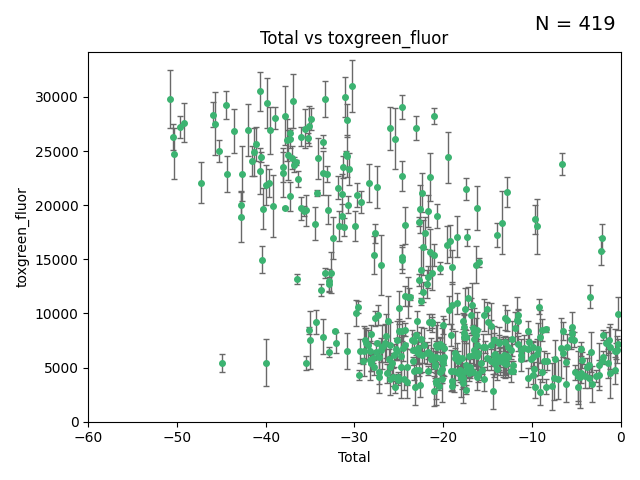 N = 419
Total vs toxgreen_fluor
30000
25000
20000
15000
10000
5000
0
toxgreen_fluor
−60 −50 −40 −30 −20 −10 0
Total